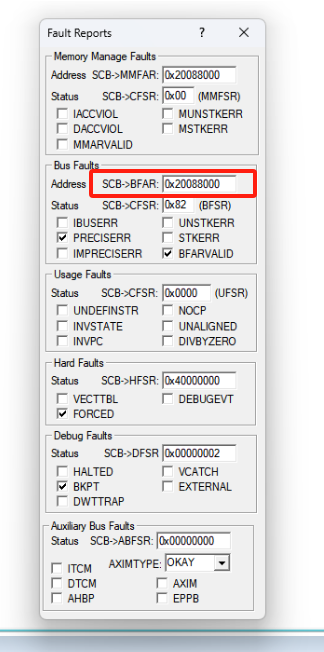 Fault Reports ? ×
Memory Manage Faults
Address SCB->MMFAR: 0x20088000
Status SCB->CFSR: 0x00 (MMFSR)
IACCVIOL MUNSTKERR
DACCVIOL MSTKERR
MMARVALID
Bus Faults
Address SCB->BFAR: 0x20088000
Status SCB->CFSR: 0x82 (BFSR)
IBUSERR UNSTKERR
PRECISERR STKERR
IMPRECISERR BFARVALID
Usage Faults
Status SCB->CFSR: 0x0000 (UFSR)
UNDEFINSTR NOCP
INVSTATE UNALIGNED
INVPC DIVBYZERO
Hard Faults
Status SCB->HFSR: 0x40000000
VECTTBL DEBUGEVT
FORCED
Debug Faults
Status SCB->DFSR 0x00000002
HALTED VCATCH
BKPT EXTERNAL
DWTTRAP
Auxiliary Bus Faults
Status SCB->ABFSR: 0x00000000
ITCM AXIMTYPE: OKAY
DTCM AXIM
AHBP EPPB